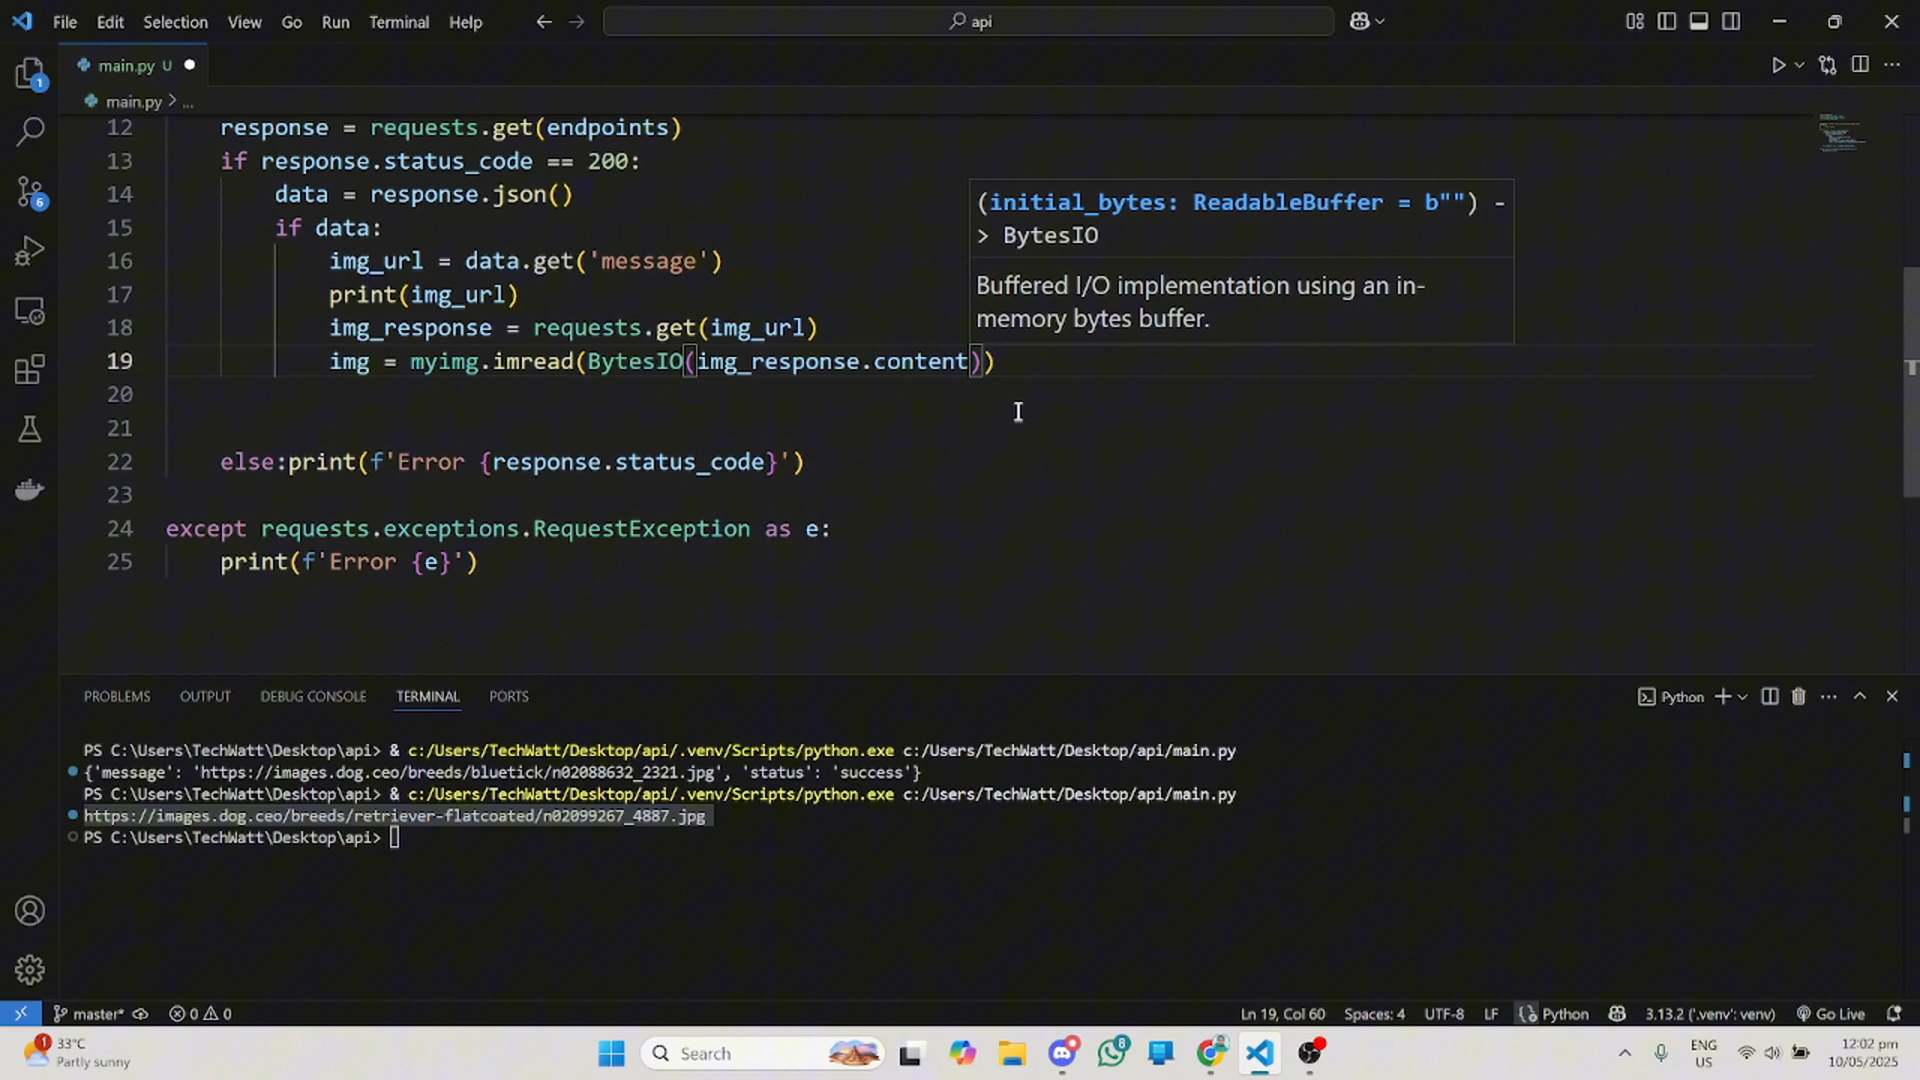 File Edit Selection View Go Run Terminal Help
api
main.py U
main.py > ...
12 response = requests.get(endpoints)
13 if response.status_code == 200:
14 data = response.json()
15 if data:
16 img_url = data.get('message')
17 print(img_url)
18 img_response = requests.get(img_url)
19 img = myimg.imread(BytesIO(img_response.content))
20
21
22 else:print(f'Error {response.status_code}')
23
24 except requests.exceptions.RequestException as e:
25 print(f'Error {e}')
(initial_bytes: ReadableBuffer = b"") -
> BytesIO
Buffered I/O implementation using an in-
memory bytes buffer.
1
6
PROBLEMS OUTPUT DEBUG CONSOLE TERMINAL PORTS
Python
PS C:\Users\TechWatt\Desktop\api> & c:/Users/TechWatt/Desktop/api/.venv/Scripts/python.exe c:/Users/TechWatt/Desktop/api/main.py
{'message': 'https://images.dog.ceo/breeds/bluetick/n02088632_2321.jpg', 'status': 'success'}
PS C:\Users\TechWatt\Desktop\api> & c:/Users/TechWatt/Desktop/api/.venv/Scripts/python.exe c:/Users/TechWatt/Desktop/api/main.py
https://images.dog.ceo/breeds/retriever-flatcoated/n02099267_4887.jpg
PS C:\Users\TechWatt\Desktop\api>
master* 0 0 Ln 19, Col 60 Spaces: 4 UTF-8 LF Python 3.13.2 ('.venv': venv) Go Live
1 33°C
Partly sunny
Search
8
ENG
US
12:02 pm
10/05/2025